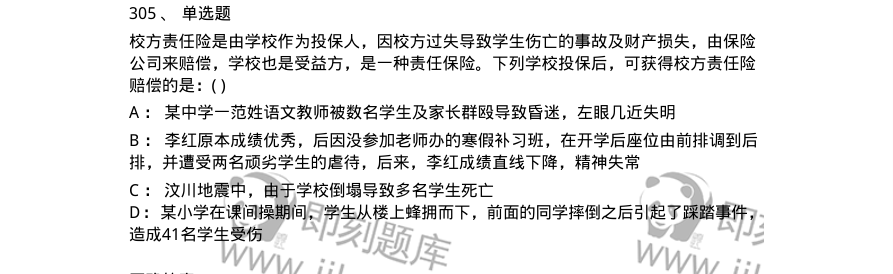 305 、 单选题
校方责任险是由学校作为投保人，因校方过失导致学生伤亡的事故及财产损失，由保险
公司来赔偿，学校也是受益方，是一种责任保险。下列学校投保后，可获得校方责任险
赔偿的是：( )
A： 某中学一范姓语文教师被数名学生及家长群殴导致昏迷，左眼几近失明
B： 李红原本成绩优秀，后因没参加老师办的寒假补习班，在开学后座位由前排调到后
排，并遭受两名顽劣学生的虐待，后来，李红成绩直线下降，精神失常
C： 汶川地震中，由于学校倒塌导致多名学生死亡
D：某小学在课间操期间，学生从楼上蜂拥而下，前面的同学摔倒之后引起了踩踏事件，
造成41名学生受伤
即刻题库
即刻题库